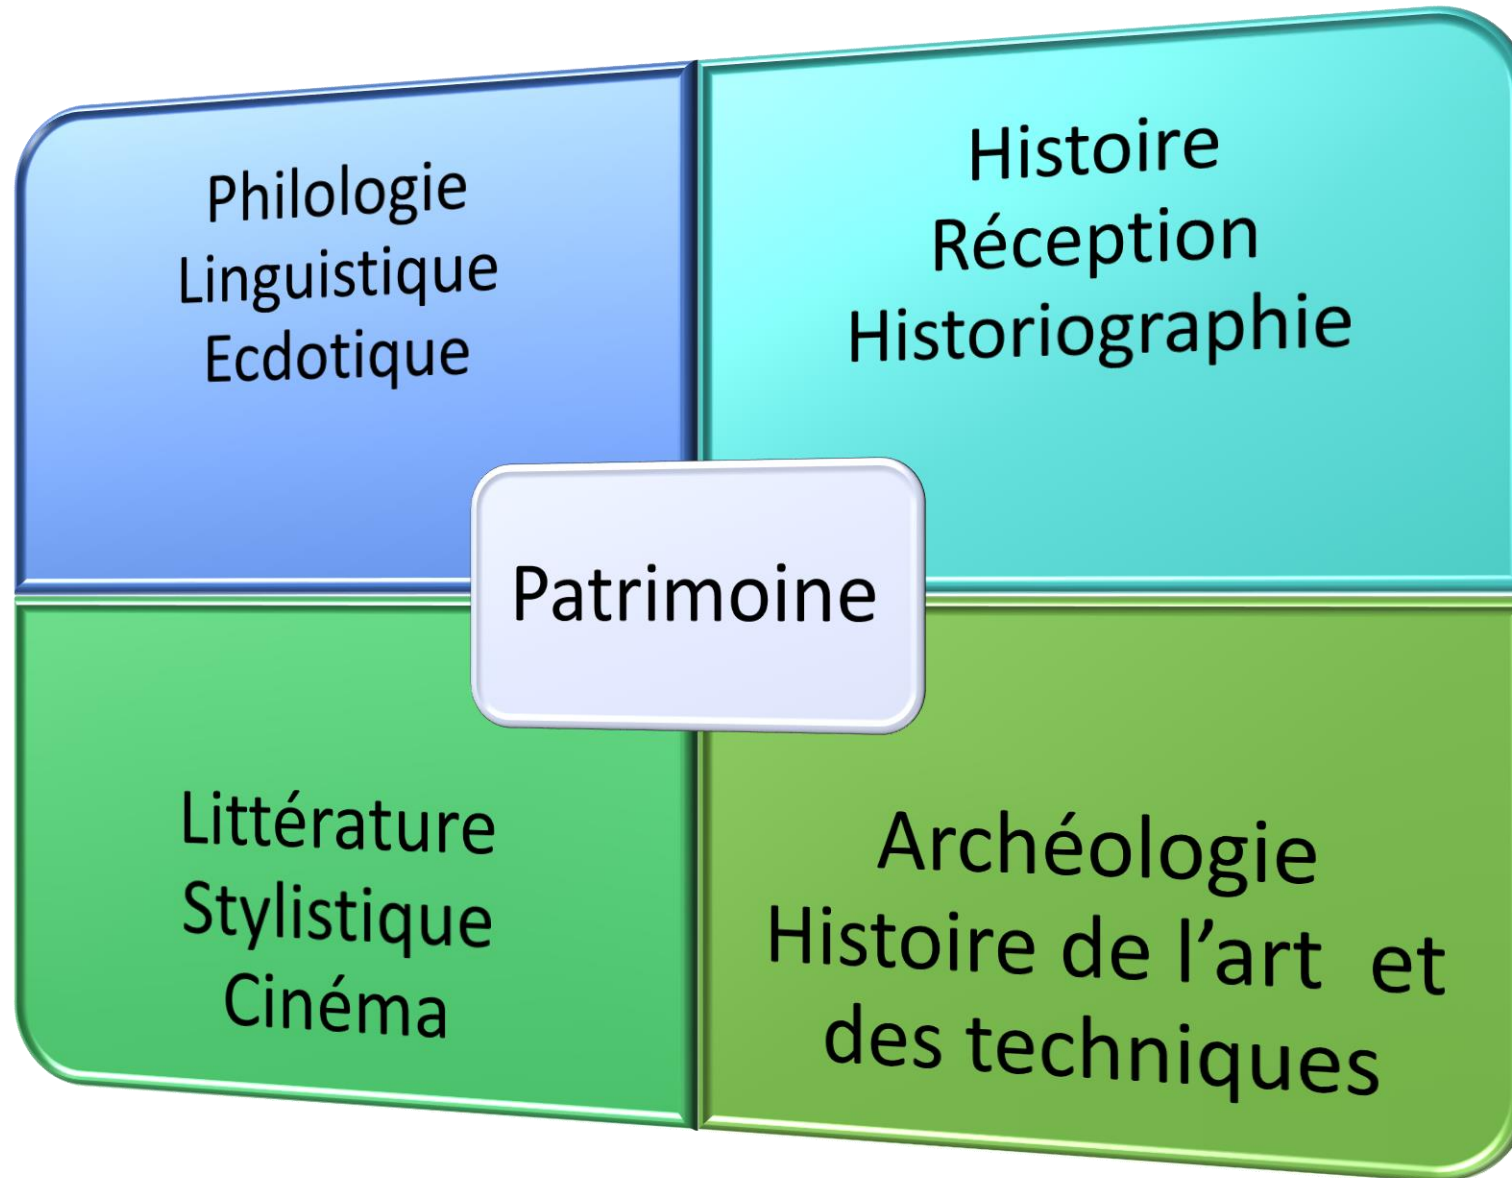 Philologie
Linguistique
Ecdotique
Histoire
Réception
Historiographie
Patrimoine
Littérature
Stylistique
Cinéma
Archéologie
Histoire de l’art et
des techniques